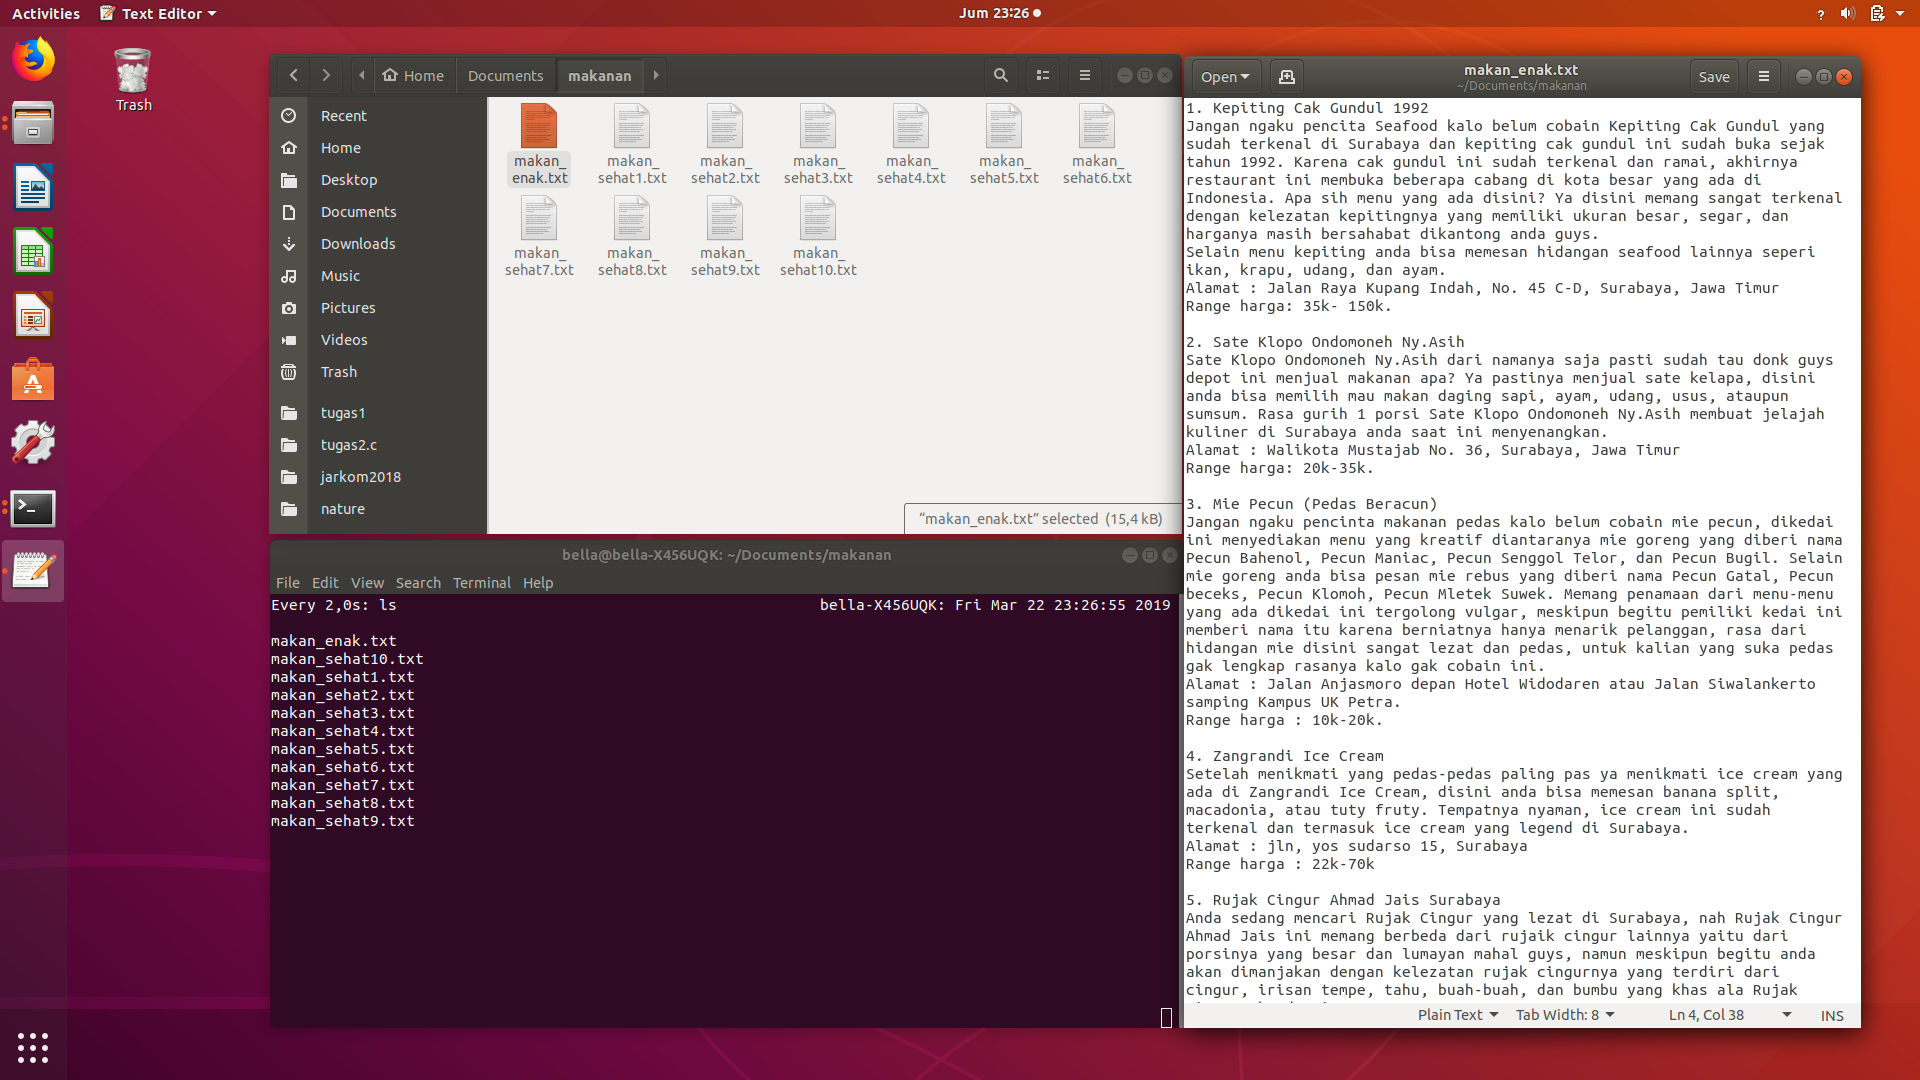 Activities
Text Editor
Jum 23:26
?
Trash
Home
Documents
makanan
Recent
Home
Desktop
Documents
Downloads
Music
Pictures
Videos
Trash
tugas1
tugas2.c
jarkom2018
nature
makan_
enak.txt
makan_
sehat1.txt
makan_
sehat2.txt
makan_
sehat3.txt
makan_
sehat4.txt
makan_
sehat5.txt
makan_
sehat6.txt
makan_
sehat7.txt
makan_
sehat8.txt
makan_
sehat9.txt
makan_
sehat10.txt
“makan_enak.txt” selected (15,4 kB)
bella@bella-X456UQK: ~/Documents/makanan
File Edit View Search Terminal Help
Every 2,0s: ls bella-X456UQK: Fri Mar 22 23:26:55 2019
makan_enak.txt
makan_sehat10.txt
makan_sehat1.txt
makan_sehat2.txt
makan_sehat3.txt
makan_sehat4.txt
makan_sehat5.txt
makan_sehat6.txt
makan_sehat7.txt
makan_sehat8.txt
makan_sehat9.txt
Open
makan_enak.txt
~/Documents/makanan
Save
1. Kepiting Cak Gundul 1992
Jangan ngaku pencita Seafood kalo belum cobain Kepiting Cak Gundul yang
sudah terkenal di Surabaya dan kepiting cak gundul ini sudah buka sejak
tahun 1992. Karena cak gundul ini sudah terkenal dan ramai, akhirnya
restaurant ini membuka beberapa cabang di kota besar yang ada di
Indonesia. Apa sih menu yang ada disini? Ya disini memang sangat terkenal
dengan kelezatan kepitingnya yang memiliki ukuran besar, segar, dan
harganya masih bersahabat dikantong anda guys.
Selain menu kepiting anda bisa memesan hidangan seafood lainnya seperi
ikan, krapu, udang, dan ayam.
Alamat : Jalan Raya Kupang Indah, No. 45 C-D, Surabaya, Jawa Timur
Range harga: 35k- 150k.
2. Sate Klopo Ondomoneh Ny.Asih
Sate Klopo Ondomoneh Ny.Asih dari namanya saja pasti sudah tau donk guys
depot ini menjual makanan apa? Ya pastinya menjual sate kelapa, disini
anda bisa memilih mau makan daging sapi, ayam, udang, usus, ataupun
sumsum. Rasa gurih 1 porsi Sate Klopo Ondomoneh Ny.Asih membuat jelajah
kuliner di Surabaya anda saat ini menyenangkan.
Alamat : Walikota Mustajab No. 36, Surabaya, Jawa Timur
Range harga: 20k-35k.
3. Mie Pecun (Pedas Beracun)
Jangan ngaku pencinta makanan pedas kalo belum cobain mie pecun, dikedai
ini menyediakan menu yang kreatif diantaranya mie goreng yang diberi nama
Pecun Bahenol, Pecun Maniac, Pecun Senggol Telor, dan Pecun Bugil. Selain
mie goreng anda bisa pesan mie rebus yang diberi nama Pecun Gatal, Pecun
beceks, Pecun Klomoh, Pecun Mletek Suwek. Memang penamaan dari menu-menu
yang ada dikedai ini tergolong vulgar, meskipun begitu pemiliki kedai ini
memberi nama itu karena berniatnya hanya menarik pelanggan, rasa dari
hidangan mie disini sangat lezat dan pedas, untuk kalian yang suka pedas
gak lengkap rasanya kalo gak cobain ini.
Alamat : Jalan Anjasmoro depan Hotel Widodaren atau Jalan Siwalankerto
samping Kampus UK Petra.
Range harga : 10k-20k.
4. Zangrandi Ice Cream
Setelah menikmati yang pedas-pedas paling pas ya menikmati ice cream yang
ada di Zangrandi Ice Cream, disini anda bisa memesan banana split,
macadonia, atau tuty fruty. Tempatnya nyaman, ice cream ini sudah
terkenal dan termasuk ice cream yang legend di Surabaya.
Alamat : jln, yos sudarso 15, Surabaya
Range harga : 22k-70k
5. Rujak Cingur Ahmad Jais Surabaya
Anda sedang mencari Rujak Cingur yang lezat di Surabaya, nah Rujak Cingur
Ahmad Jais ini memang berbeda dari rujaik cingur lainnya yaitu dari
porsinya yang besar dan lumayan mahal guys, namun meskipun begitu anda
akan dimanjakan dengan kelezatan rujak cingurnya yang terdiri dari
cingur, irisan tempe, tahu, buah-buah, dan bumbu yang khas ala Rujak
Plain Text Tab Width: 8 Ln 4, Col 38 INS